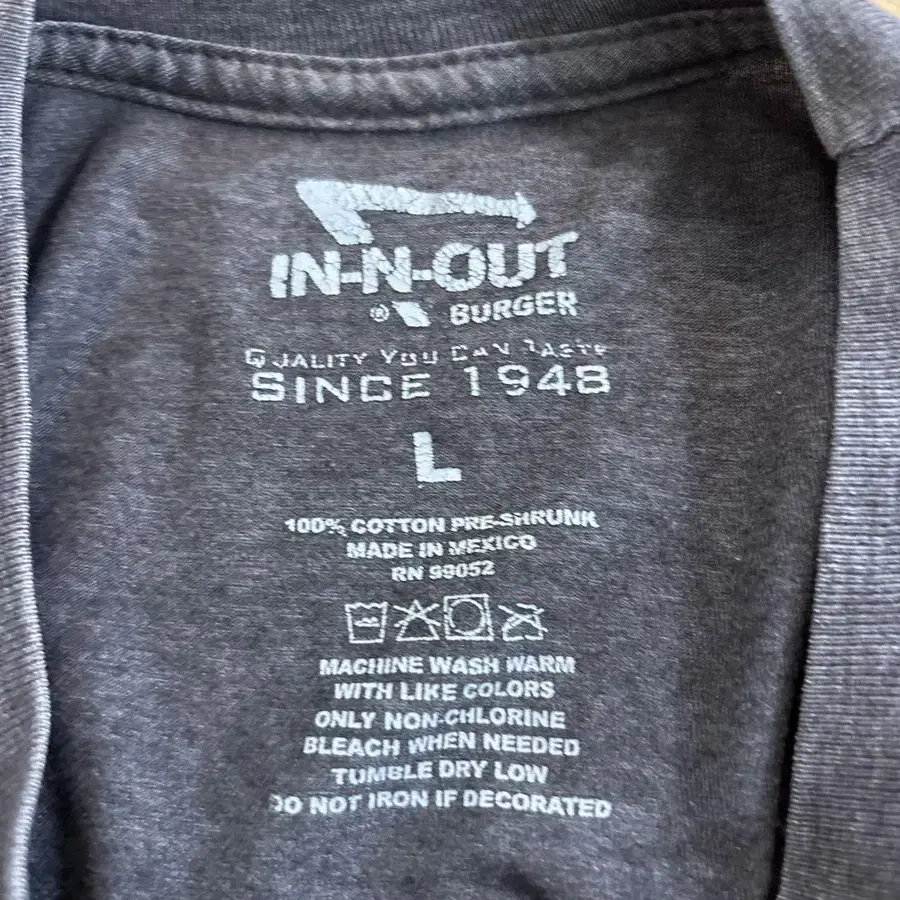 IN-N-OUT
® BURGER
QUALITY YOU CAN TASTE
SINCE 1948
L
100% COTTON PRE-SHRUNK
MADE IN MEXICO
RN 99052
MACHINE WASH WARM
WITH LIKE COLORS
ONLY NON-CHLORINE
BLEACH WHEN NEEDED
TUMBLE DRY LOW
DO NOT IRON IF DECORATED